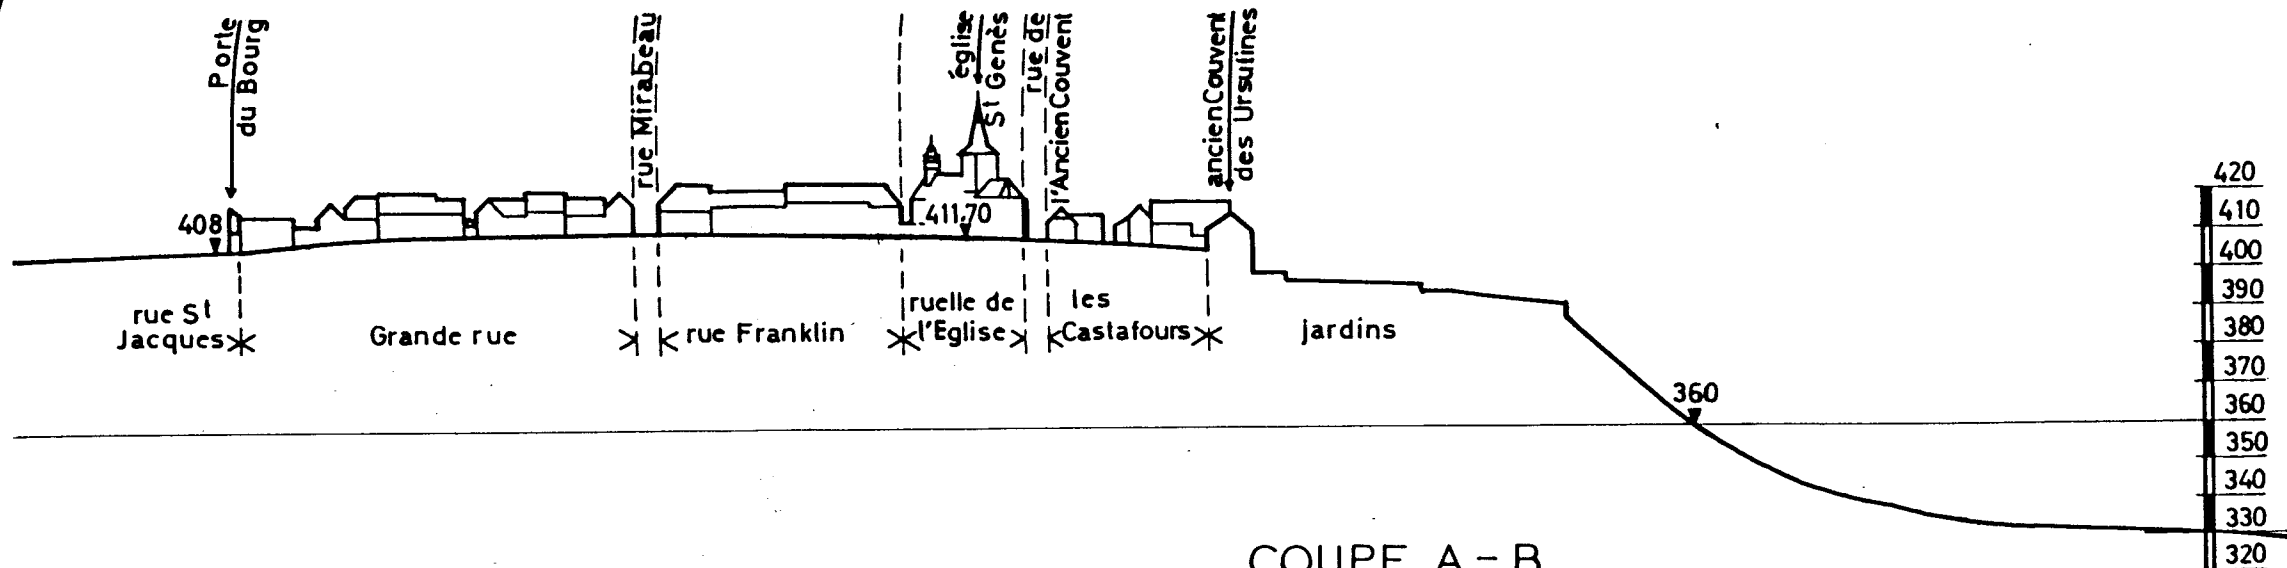 Porte
du Bourg
rue Mirabeau
église
St Genès
rue de
l'Ancien Couvent
ancien Couvent
des Ursulines
408
411.70
360
rue St
Jacques
Grande rue
rue Franklin
ruelle de
l'Eglise
les
Castafours
jardins
420
410
400
390
380
370
360
350
340
330
320
COUPE A - B